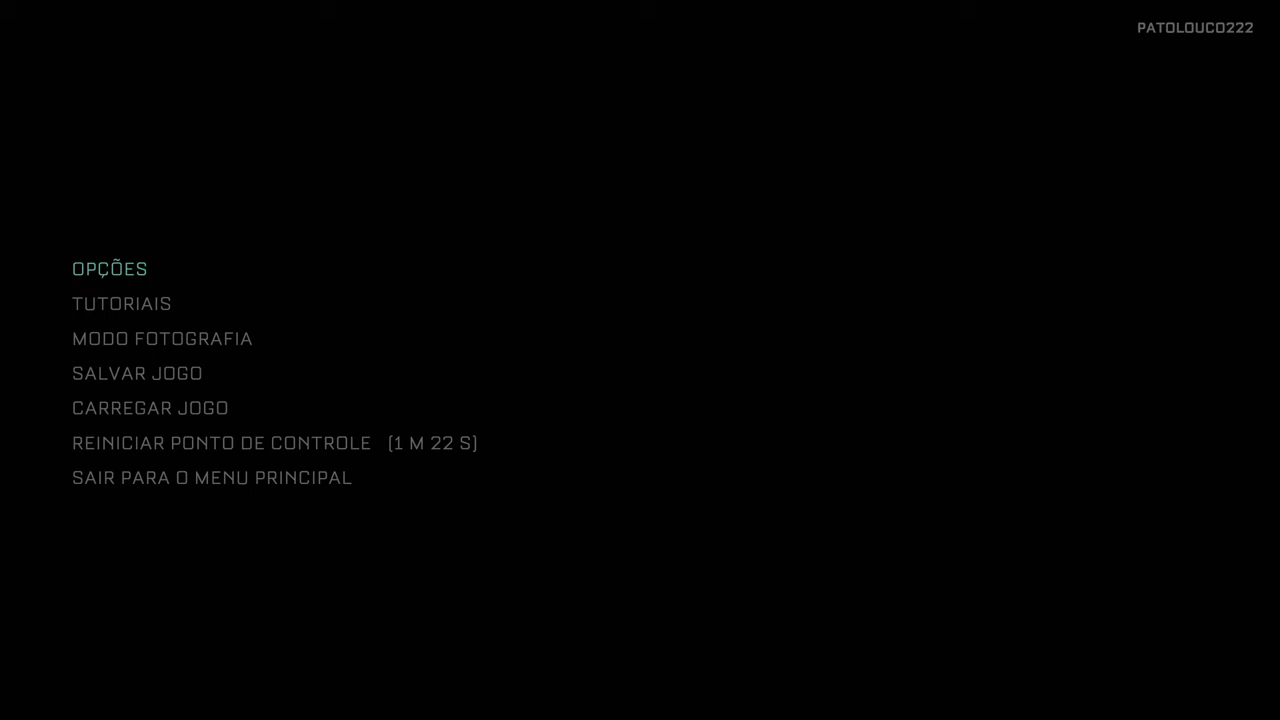 PATOLOUCO222
OPÇÕES
TUTORIAIS
MODO FOTOGRAFIA
SALVAR JOGO
CARREGAR JOGO
REINICIAR PONTO DE CONTROLE (1 M 22 S)
SAIR PARA O MENU PRINCIPAL